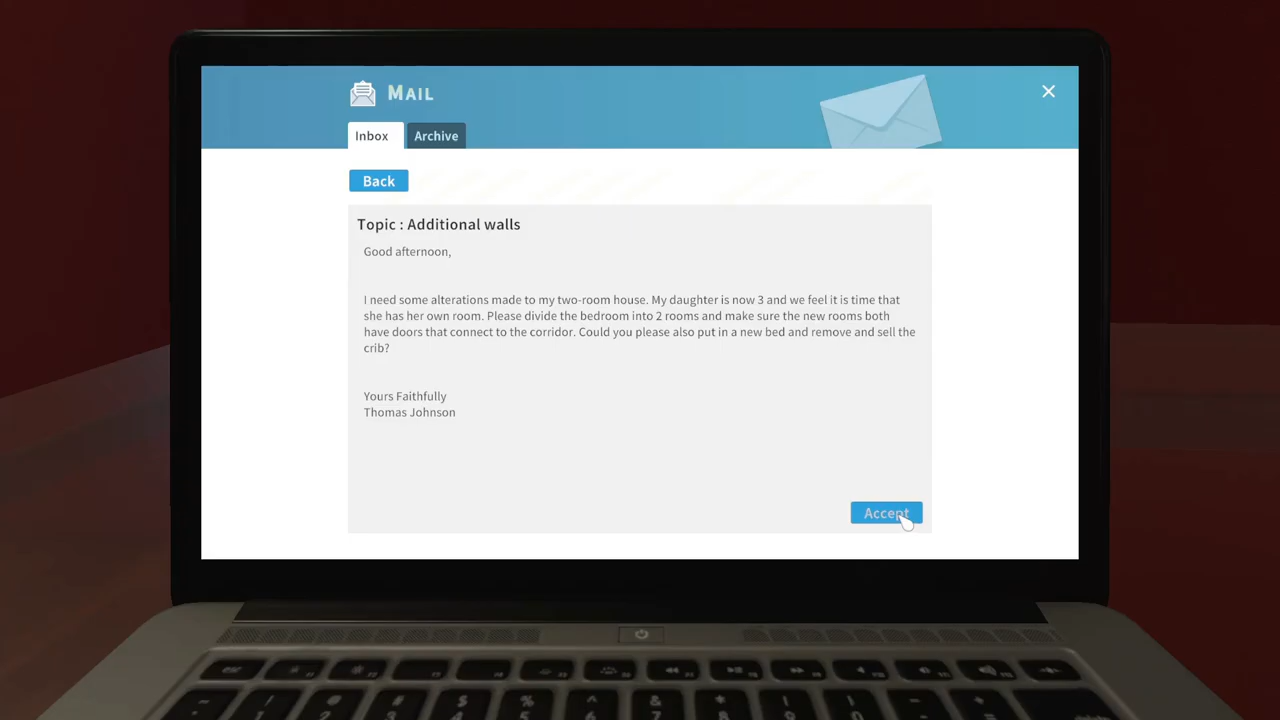 MAIL
Inbox
Archive
Back
Topic : Additional walls
Good afternoon,
I need some alterations made to my two-room house. My daughter is now 3 and we feel it is time that
she has her own room. Please divide the bedroom into 2 rooms and make sure the new rooms both
have doors that connect to the corridor. Could you please also put in a new bed and remove and sell the
crib?
Yours Faithfully
Thomas Johnson
Accept